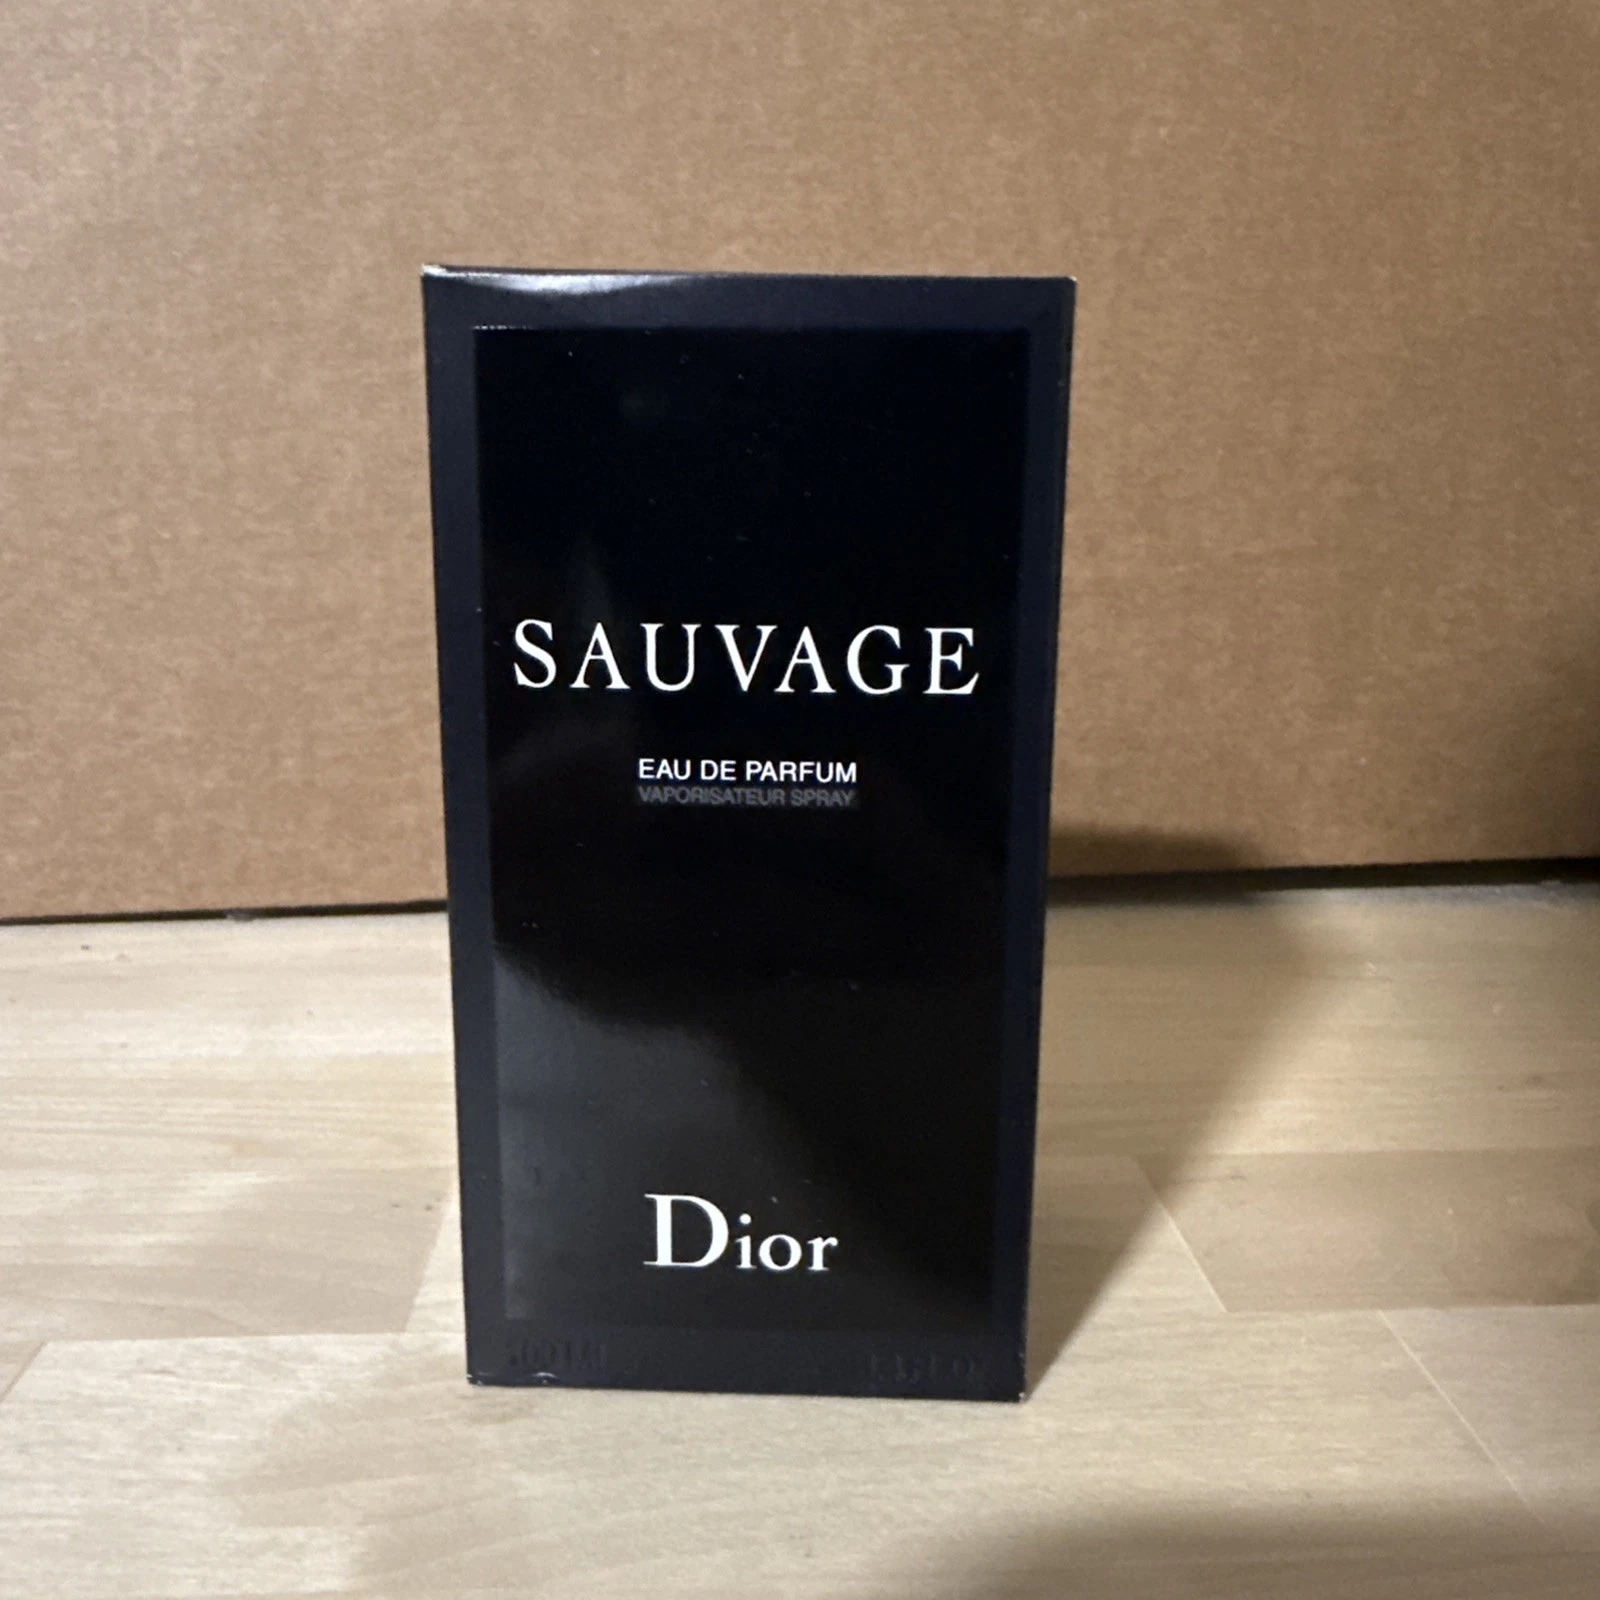 SAUVAGE
EAU DE PARFUM
VAPORISATEUR SPRAY
Dior